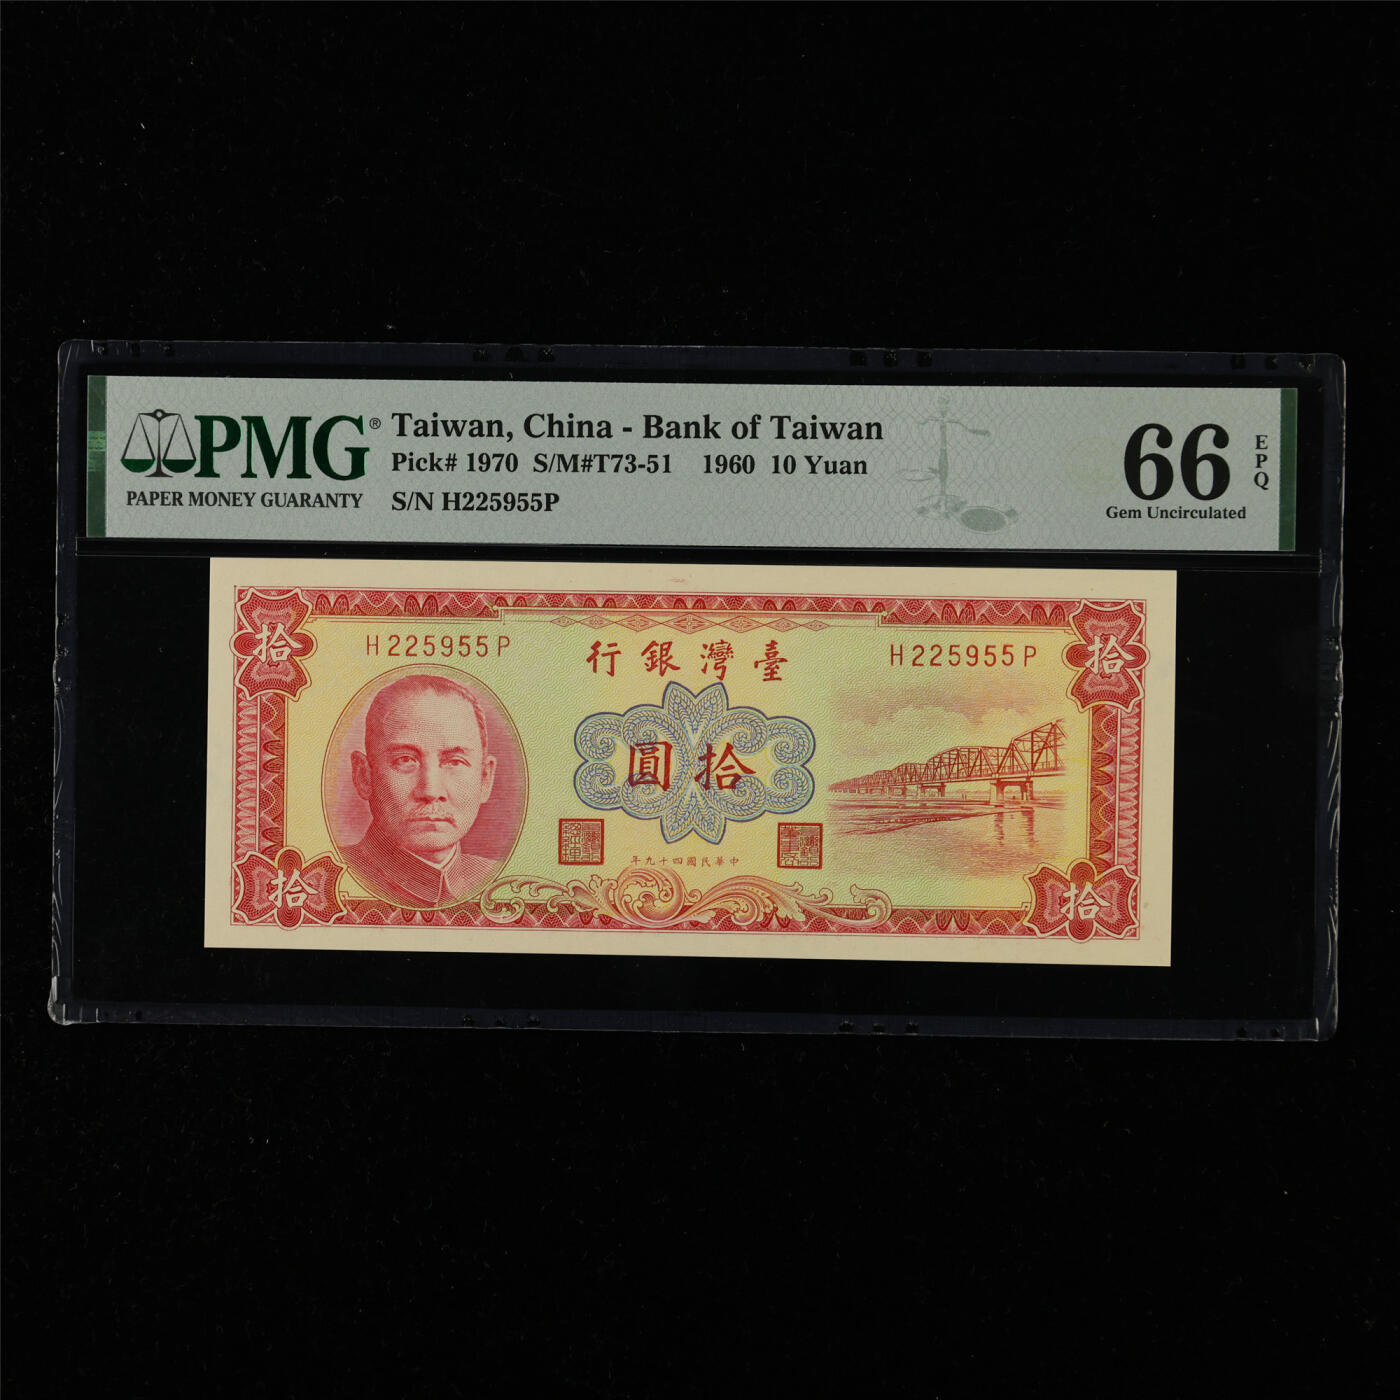 PMG®
PAPER MONEY GUARANTY
Taiwan, China - Bank of Taiwan
Pick# 1970 S/M#T73-51 1960 10 Yuan
S/N H225955P
66
EPQ
Gem Uncirculated
拾
H225955P
行銀灣臺
H225955P
拾
圓拾
年九十四國民華中
拾
拾